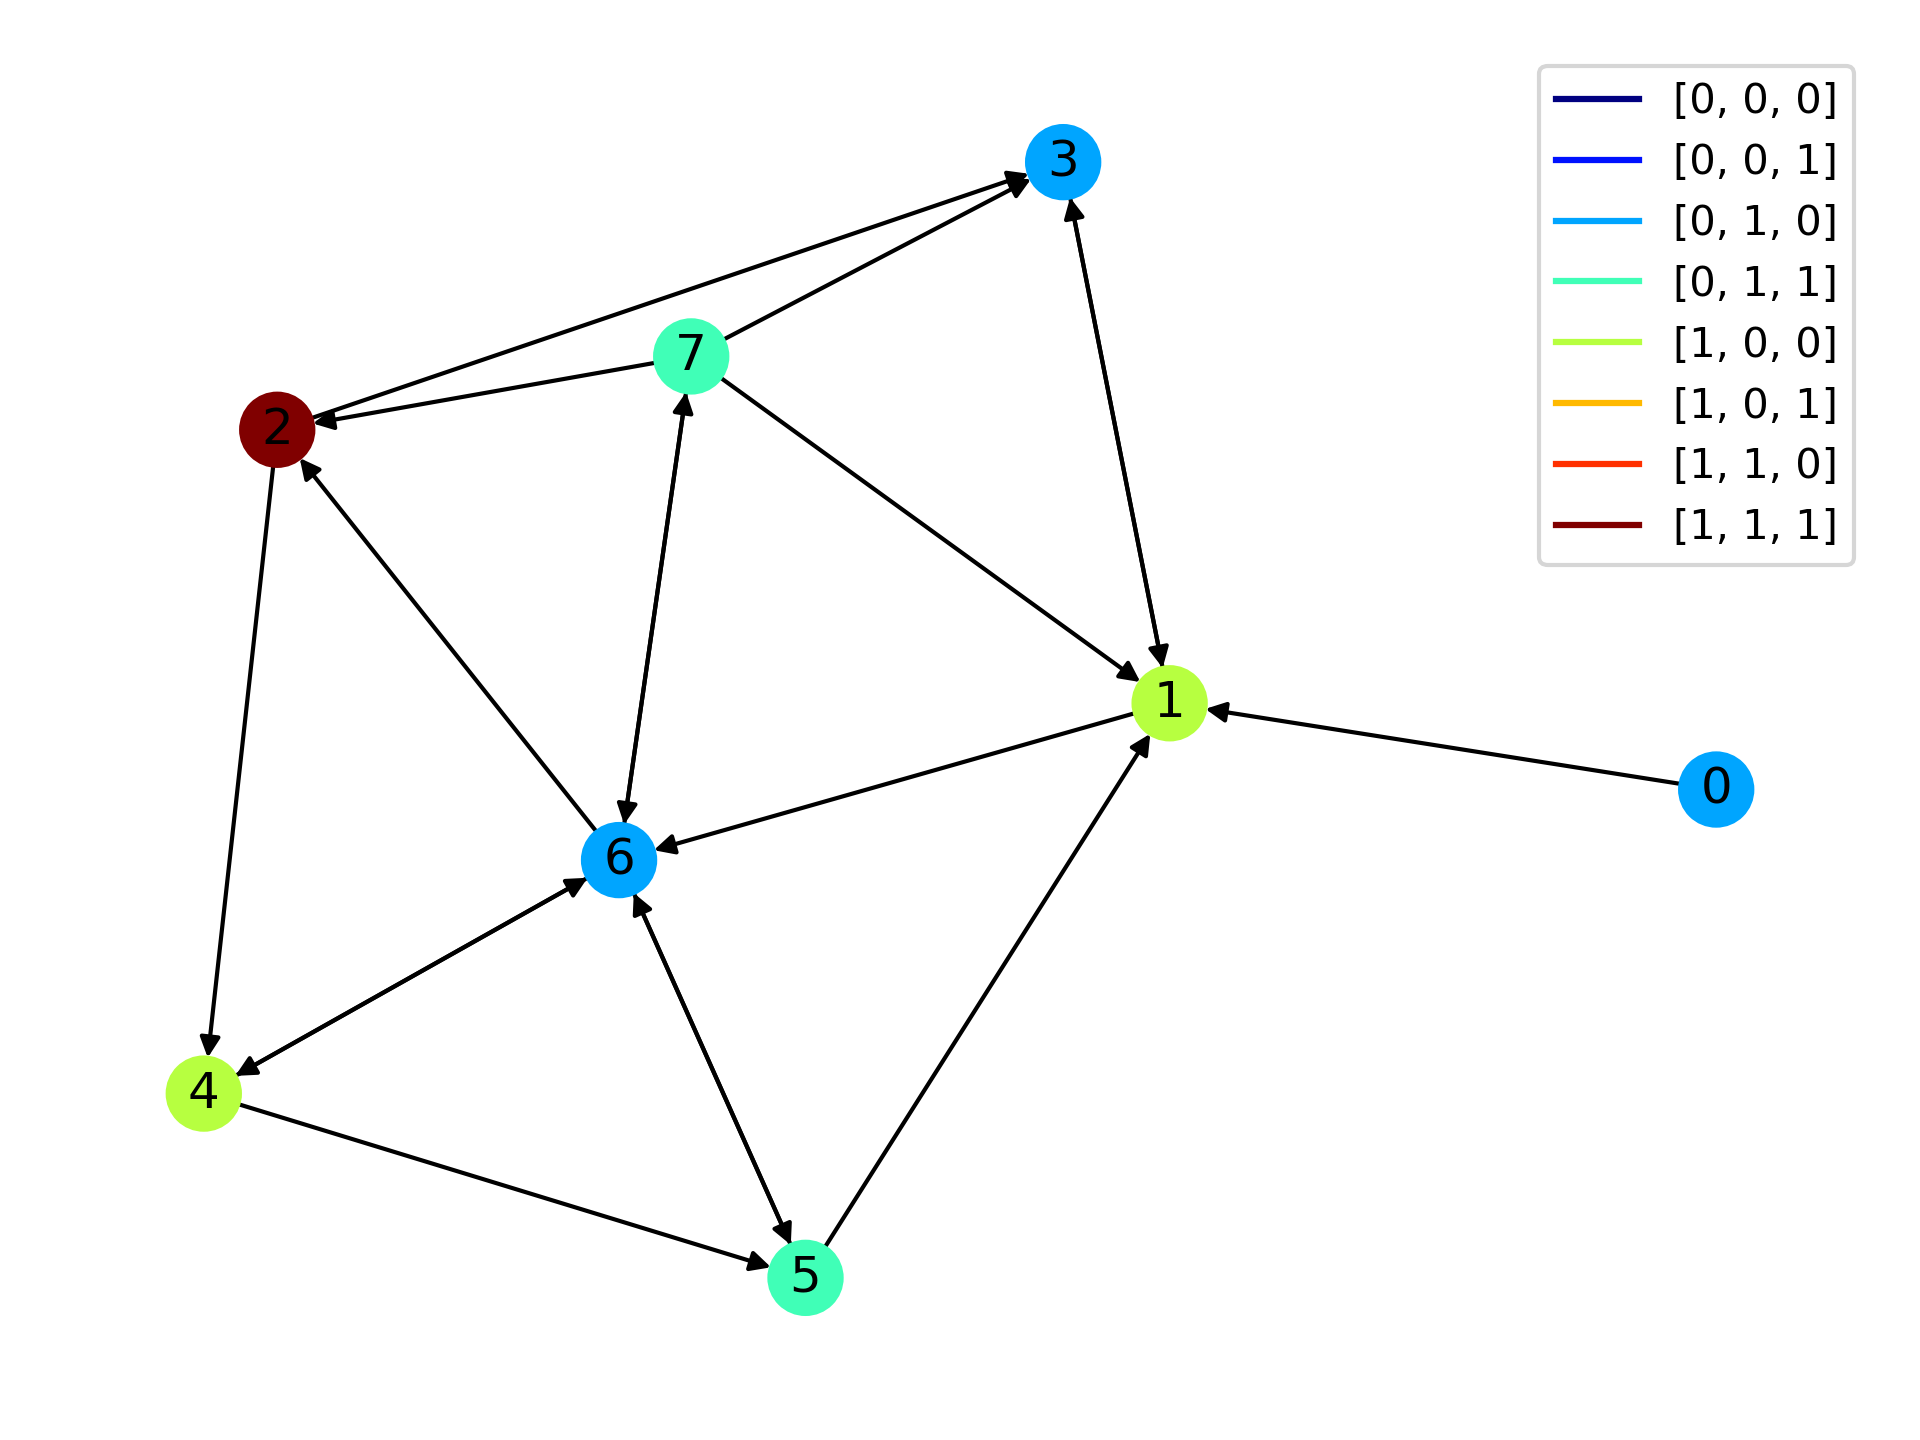 3
7
2
1
0
6
4
5
[0, 0, 0]
[0, 0, 1]
[0, 1, 0]
[0, 1, 1]
[1, 0, 0]
[1, 0, 1]
[1, 1, 0]
[1, 1, 1]